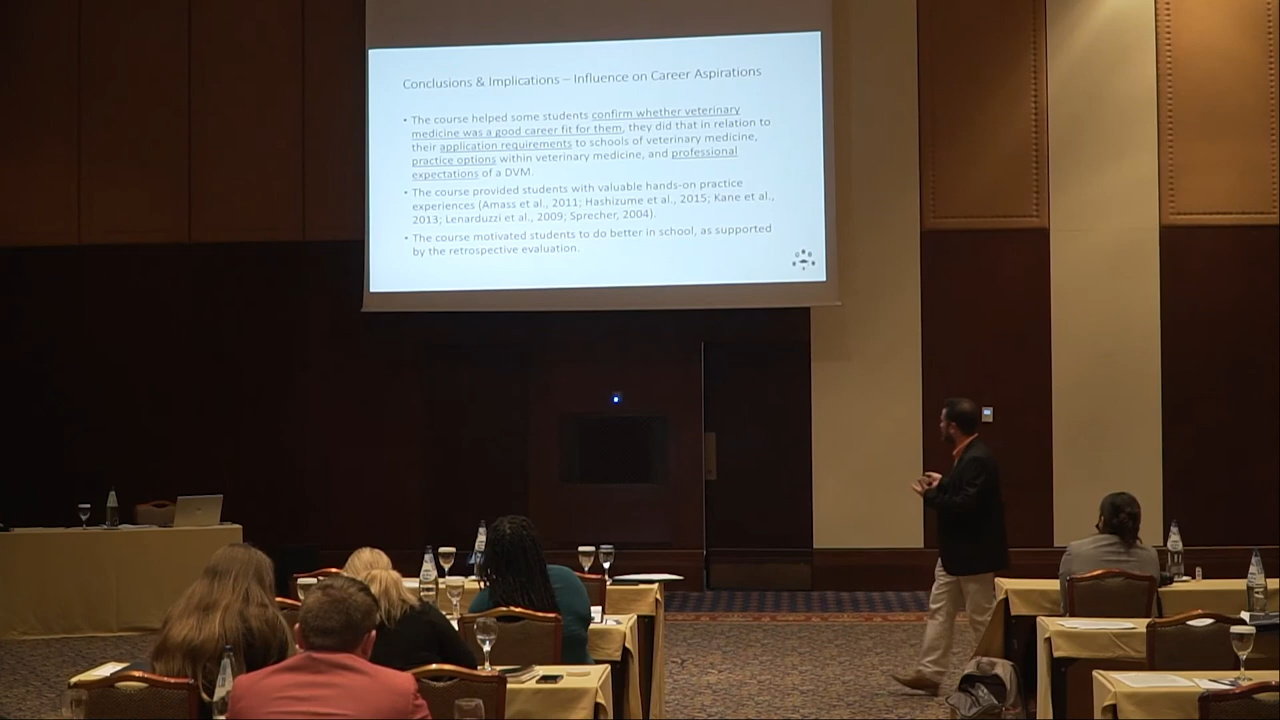 Conclusions & Implications – Influence on Career Aspirations
• The course helped some students confirm whether veterinary
medicine was a good career fit for them, they did that in relation to
their application requirements to schools of veterinary medicine,
practice options within veterinary medicine, and professional
expectations of a DVM.
• The course provided students with valuable hands-on practice
experiences (Amass et al., 2011; Hashizume et al., 2015; Kane et al.,
2013; Lenarduzzi et al., 2009; Sprecher, 2004).
• The course motivated students to do better in school, as supported
by the retrospective evaluation.